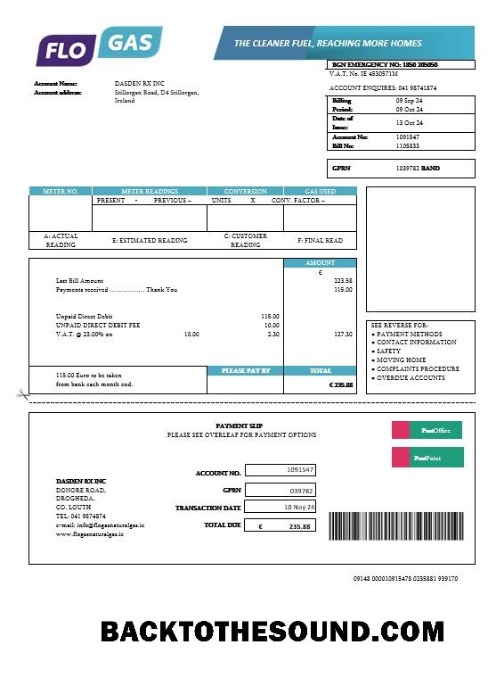 FLO GAS
THE CLEANER FUEL, REACHING MORE HOMES
BGN EMERGENCY NO: 1850 205050
V.A.T. No. IE 4530571M
Account Name: DASDEN RX INC
Account address: Stillorgan Road, D4 Stillorgan,
Ireland
ACCOUNT ENQUIRES: 041 98741874
Billing 09 Sep 24
Period: 09 Oct 24
Date of
Issue: 13 Oct 24
Account No: 1091547
Bill No: 1105833
GPRN 1039782 BAND
METER NO. METER READINGS CONVERSION GAS USED
PRESENT - PREVIOUS = UNITS X CONV. FACTOR =
A: ACTUAL READING E: ESTIMATED READING C: CUSTOMER READING F: FINAL READ
AMOUNT
€
Last Bill Amount 223.58
Payments received ................ Thank You 115.00
Unpaid Direct Debit 115.00
UNPAID DIRECT DEBIT FEE 10.00
V.A.T. @ 23.00% on 10.00 2.30 127.30
SEE REVERSE FOR:
• PAYMENT METHODS
• CONTACT INFORMATION
• SAFETY
• MOVING HOME
• COMPLAINTS PROCEDURE
• OVERDUE ACCOUNTS
PLEASE PAY BY TOTAL
115.00 Euro to be taken
from bank each month end.
€ 235.88
PAYMENT SLIP
PLEASE SEE OVERLEAF FOR PAYMENT OPTIONS
PostOffice
PostPoint
DASDEN RX INC
DONORE ROAD,
DROGHEDA,
CO. LOUTH
TEL: 041 9874874
e-mail: info@flogasnaturalgas.ie
www.flogasnaturalgas.ie
ACCOUNT NO. 1091547
GPRN 039782
TRANSACTION DATE 10 Nov 24
TOTAL DUE € 235.88
09148 000010915478 0235881 939170
BACKTOTHESOUND.COM